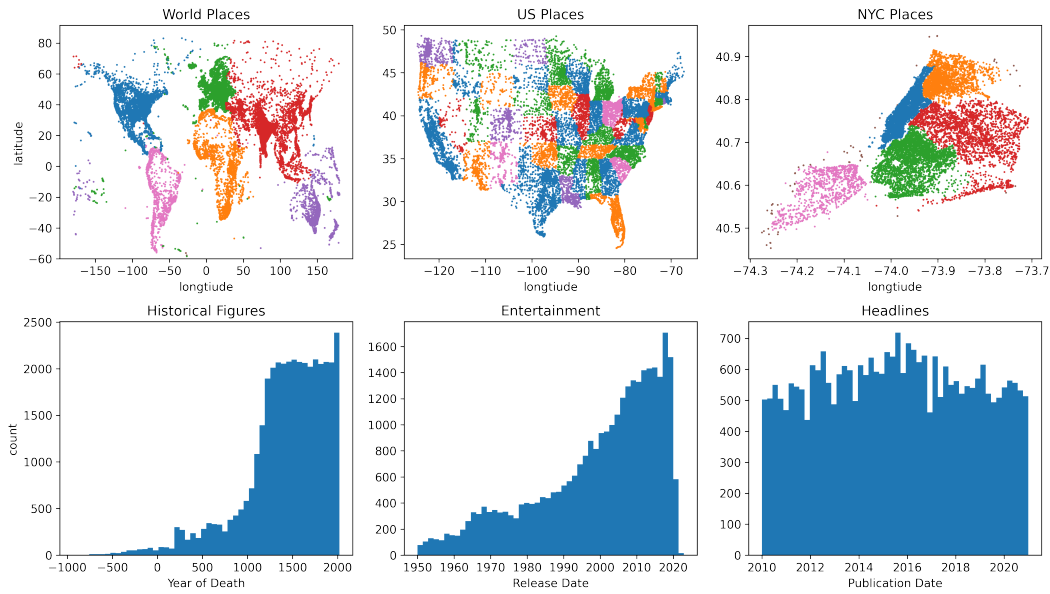 World Places
US Places
NYC Places
80
60
40
20
0
−20
−40
−60
latitude
−150 −100 −50 0 50 100 150
longtiude
50
45
40
35
30
25
−120 −110 −100 −90 −80 −70
longtiude
40.9
40.8
40.7
40.6
40.5
−74.3 −74.2 −74.1 −74.0 −73.9 −73.8 −73.7
longtiude
Historical Figures
Entertainment
Headlines
2500
2000
1500
1000
500
0
count
−1000 −500 0 500 1000 1500 2000
Year of Death
1600
1400
1200
1000
800
600
400
200
0
1950 1960 1970 1980 1990 2000 2010 2020
Release Date
700
600
500
400
300
200
100
0
2010 2012 2014 2016 2018 2020
Publication Date